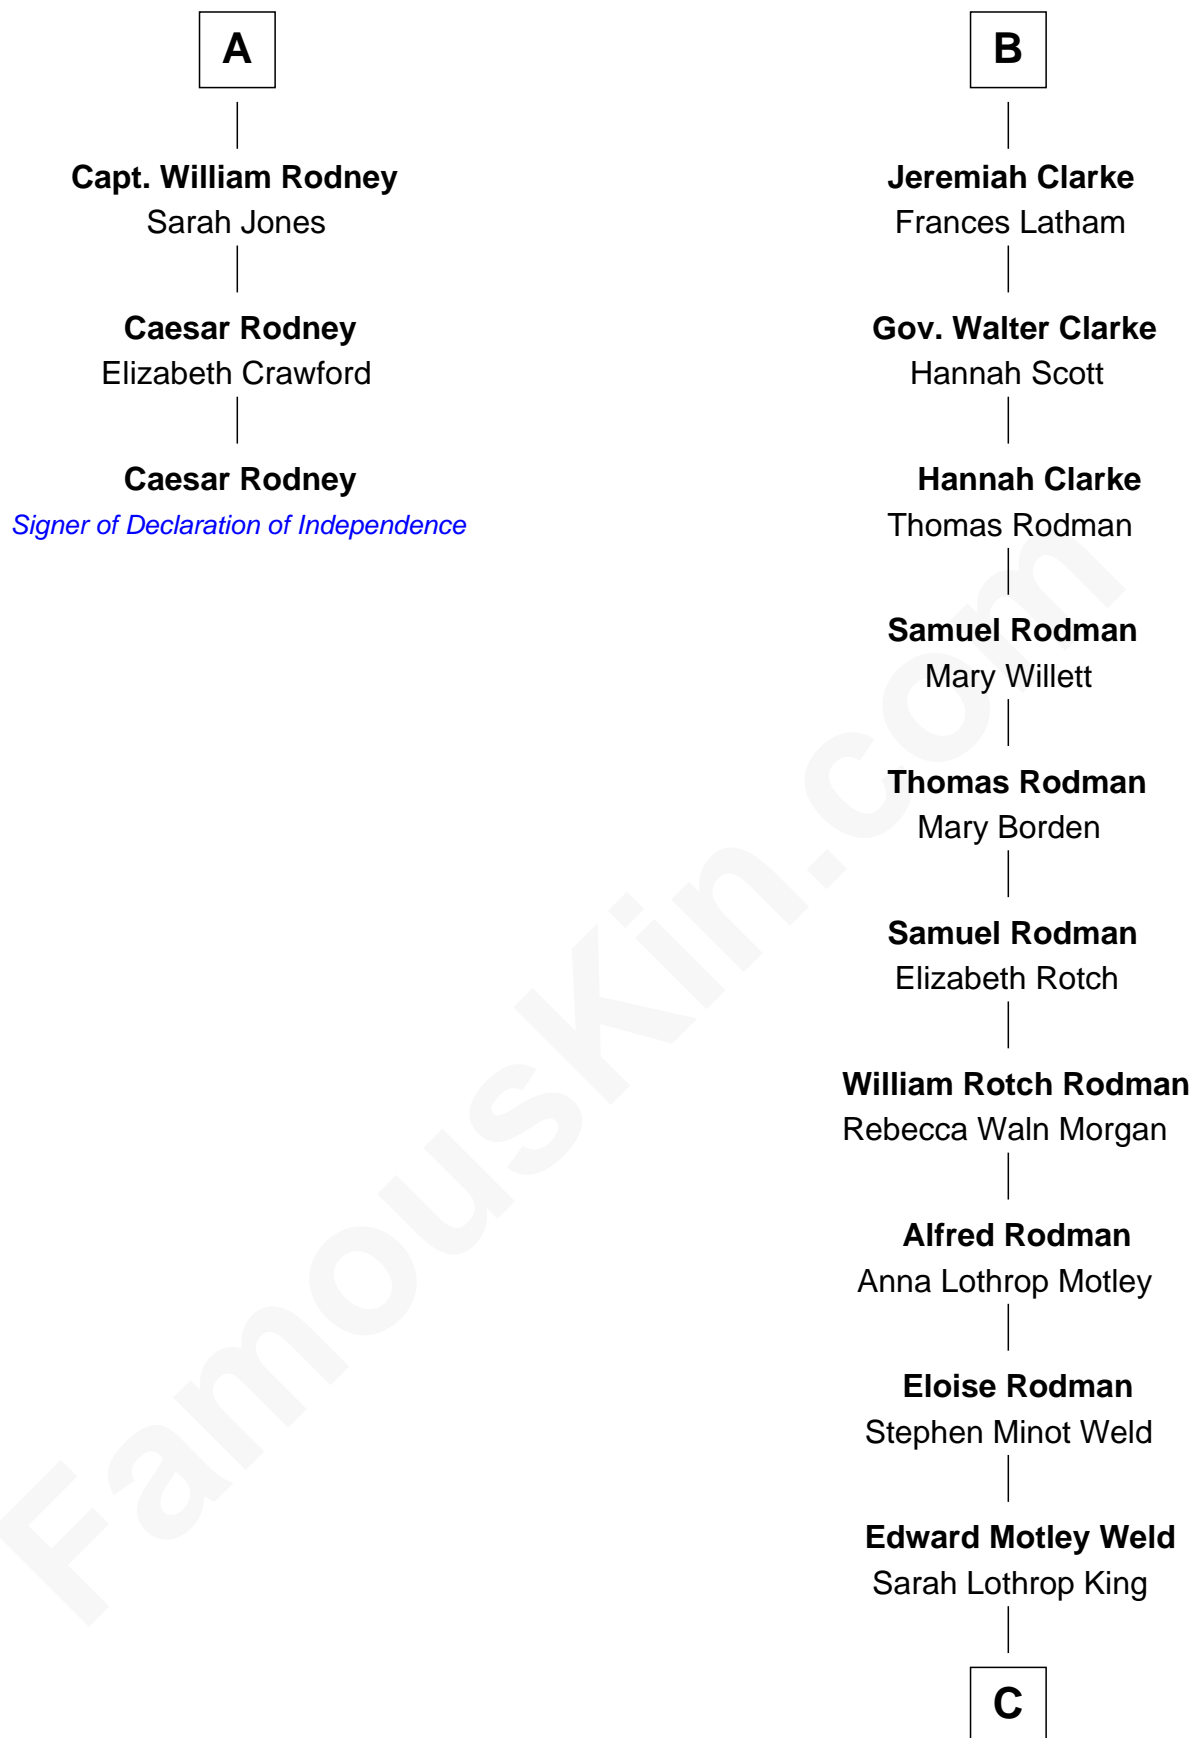 A
Capt. William Rodney
Sarah Jones
Caesar Rodney
Elizabeth Crawford
Caesar Rodney
Signer of Declaration of Independence
B
Jeremiah Clarke
Frances Latham
Gov. Walter Clarke
Hannah Scott
Hannah Clarke
Thomas Rodman
Samuel Rodman
Mary Willett
Thomas Rodman
Mary Borden
Samuel Rodman
Elizabeth Rotch
William Rotch Rodman
Rebecca Waln Morgan
Alfred Rodman
Anna Lothrop Motley
Eloise Rodman
Stephen Minot Weld
Edward Motley Weld
Sarah Lothrop King
C
FamousKin.com